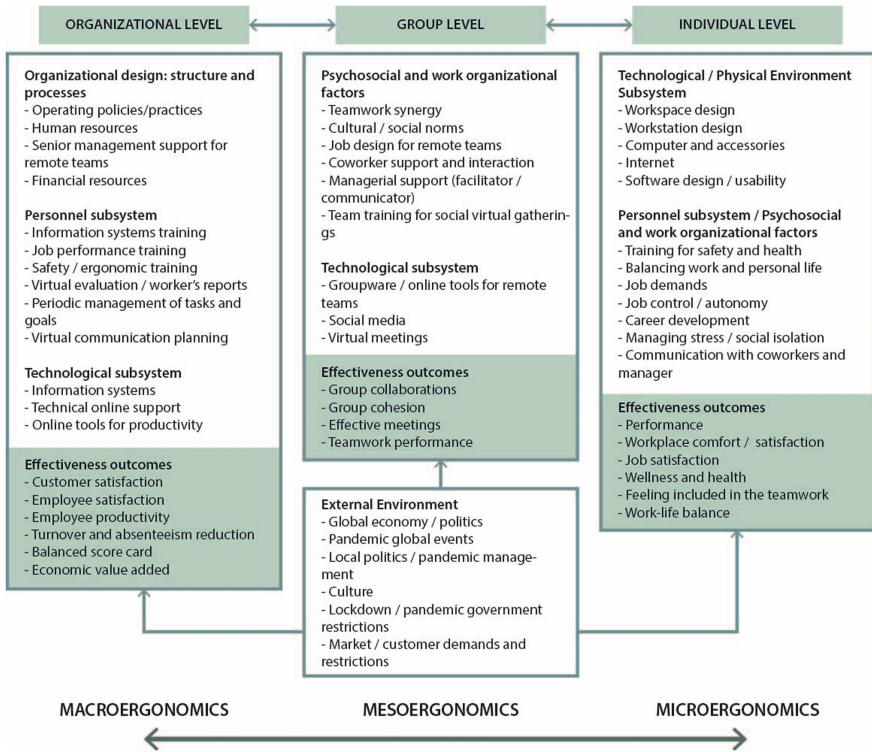 ORGANIZATIONAL LEVEL
GROUP LEVEL
INDIVIDUAL LEVEL
Organizational design: structure and
processes
- Operating policies/practices
- Human resources
- Senior management support for
remote teams
- Financial resources
Personnel subsystem
- Information systems training
- Job performance training
- Safety / ergonomic training
- Virtual evaluation / worker's reports
- Periodic management of tasks and
goals
- Virtual communication planning
Technological subsystem
- Information systems
- Technical online support
- Online tools for productivity
Effectiveness outcomes
- Customer satisfaction
- Employee satisfaction
- Employee productivity
- Turnover and absenteeism reduction
- Balanced score card
- Economic value added
Psychosocial and work organizational
factors
- Teamwork synergy
- Cultural / social norms
- Job design for remote teams
- Coworker support and interaction
- Managerial support (facilitator /
communicator)
- Team training for social virtual gatherin-
gs
Technological subsystem
- Groupware / online tools for remote
teams
- Social media
- Virtual meetings
Effectiveness outcomes
- Group collaborations
- Group cohesion
- Effective meetings
- Teamwork performance
External Environment
- Global economy / politics
- Pandemic global events
- Local politics / pandemic manage-
ment
- Culture
- Lockdown / pandemic government
restrictions
- Market / customer demands and
restrictions
Technological / Physical Environment
Subsystem
- Workspace design
- Workstation design
- Computer and accessories
- Internet
- Software design / usability
Personnel subsystem / Psychosocial
and work organizational factors
- Training for safety and health
- Balancing work and personal life
- Job demands
- Job control / autonomy
- Career development
- Managing stress / social isolation
- Communication with coworkers and
manager
Effectiveness outcomes
- Performance
- Workplace comfort / satisfaction
- Job satisfaction
- Wellness and health
- Feeling included in the teamwork
- Work-life balance
MACROERGONOMICS
MESOERGONOMICS
MICROERGONOMICS